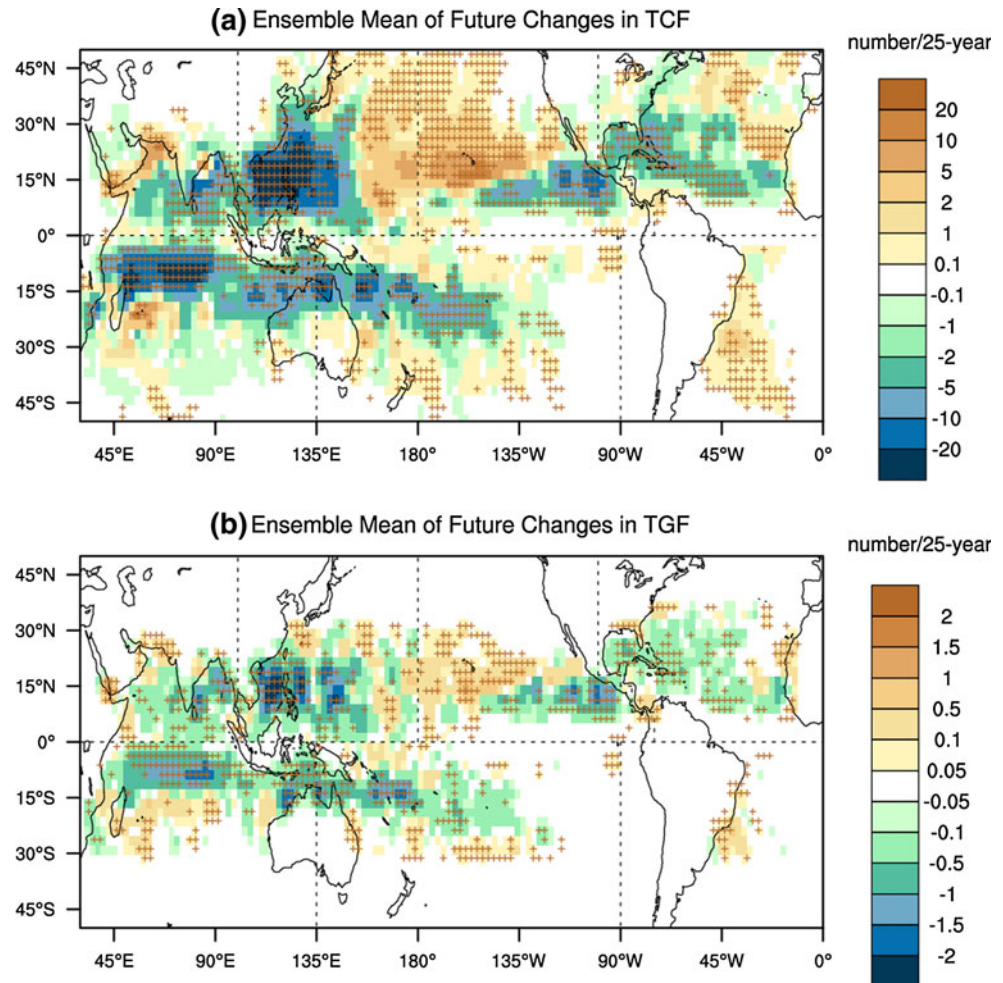 (a) Ensemble Mean of Future Changes in TCF
number/25-year
45°N
30°N
15°N
0°
15°S
30°S
45°S
45°E 90°E 135°E 180° 135°W 90°W 45°W 0°
20
10
5
2
1
0.1
-0.1
-1
-2
-5
-10
-20
(b) Ensemble Mean of Future Changes in TGF
number/25-year
45°N
30°N
15°N
0°
15°S
30°S
45°S
45°E 90°E 135°E 180° 135°W 90°W 45°W 0°
2
1.5
1
0.5
0.1
0.05
-0.05
-0.1
-0.5
-1
-1.5
-2